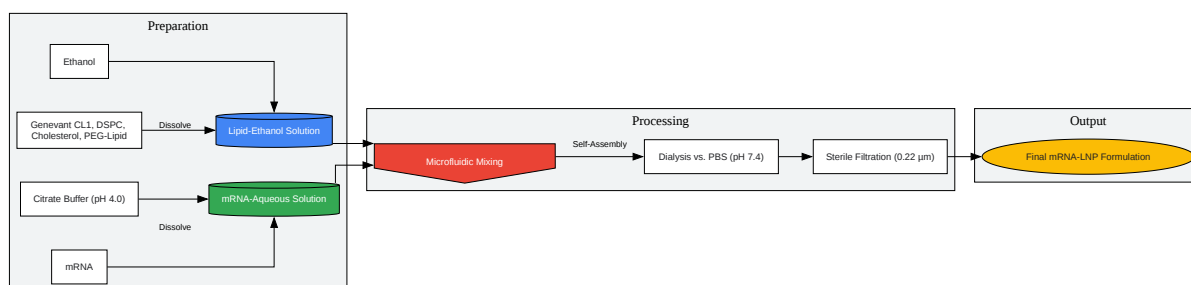 Preparation
Ethanol
Genevant CL1, DSPC,
Cholesterol, PEG-Lipid
Dissolve
Lipid-Ethanol Solution
Citrate Buffer (pH 4.0)
mRNA-Aqueous Solution
Dissolve
mRNA
Processing
Microfluidic Mixing
Self-Assembly
Dialysis vs. PBS (pH 7.4)
Sterile Filtration (0.22 µm)
Output
Final mRNA-LNP Formulation